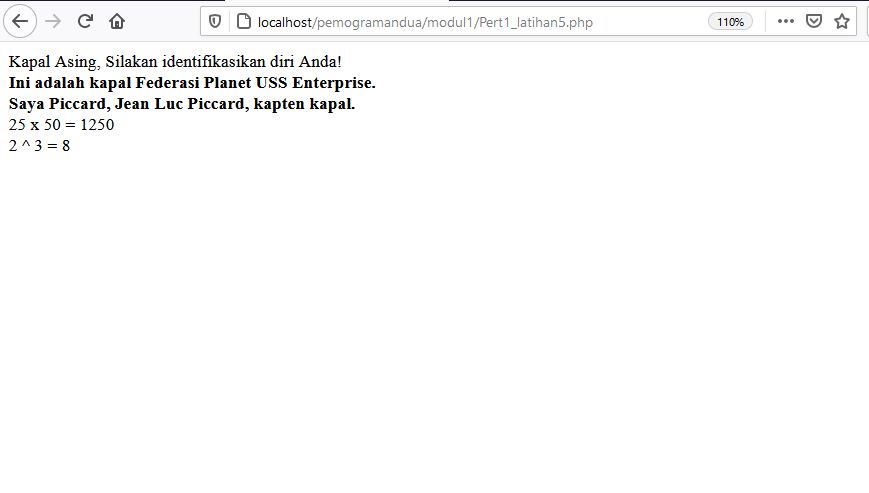 localhost/pemogramandua/modul1/Pert1_latihan5.php
110%
Kapal Asing, Silakan identifikasikan diri Anda!
Ini adalah kapal Federasi Planet USS Enterprise.
Saya Piccard, Jean Luc Piccard, kapten kapal.
25 x 50 = 1250
2 ^ 3 = 8